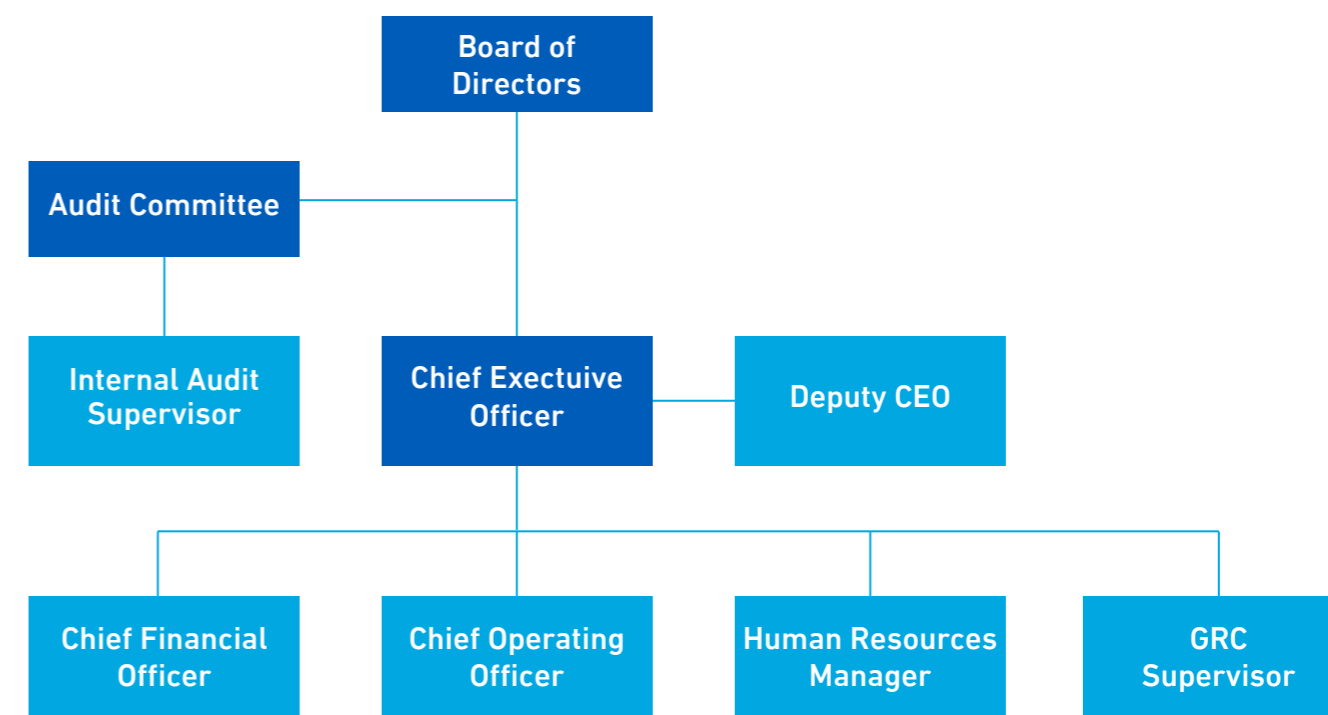 Board of
Directors
Audit Committee
Internal Audit
Supervisor
Chief Exectuive
Officer
Deputy CEO
Chief Financial
Officer
Chief Operating
Officer
Human Resources
Manager
GRC
Supervisor